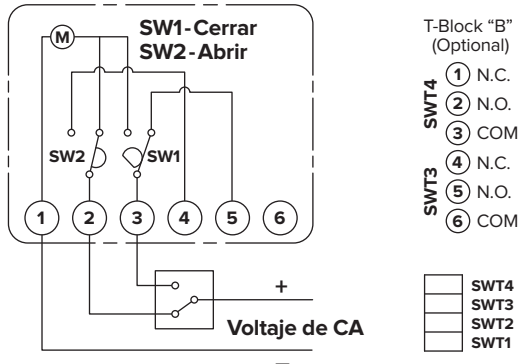 M
SW1-Cerrar
SW2-Abrir
SW2
SW1
1 2 3 4 5 6
+
Voltaje de CA
–
T-Block “B”
(Optional)
SWT4
1 N.C.
2 N.O.
3 COM
SWT3
4 N.C.
5 N.O.
6 COM
SWT4
SWT3
SWT2
SWT1